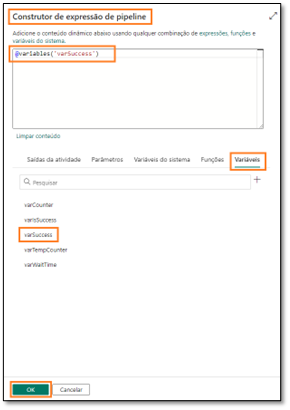 Construtor de expressão de pipeline
Adicione o conteúdo dinâmico abaixo usando qualquer combinação de expressões, funções e
variáveis do sistema.
@varSables('varSuccess')
Limpar conteúdo
Saídas da atividade Parâmetros Variáveis do sistema Funções Variáveis
Pesquisar
varCounter
varIsSuccess
varSuccess
varTempCounter
varWaitTime
OK Cancelar